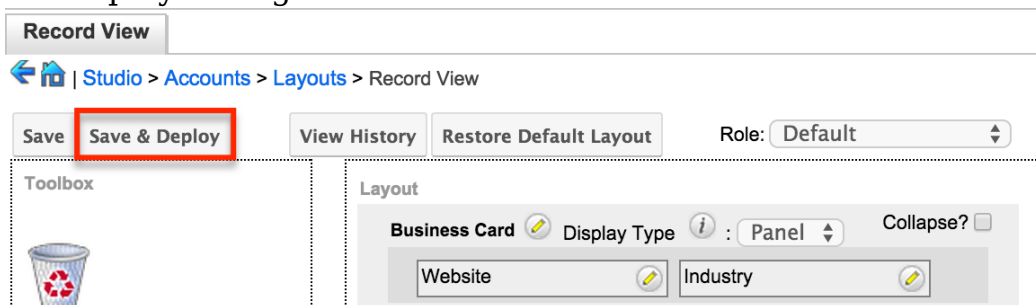 Record View
| Studio > Accounts > Layouts > Record View
Save Save & Deploy View History Restore Default Layout Role: Default
Toolbox
Layout
Business Card Display Type i : Panel Collapse?
Website Industry